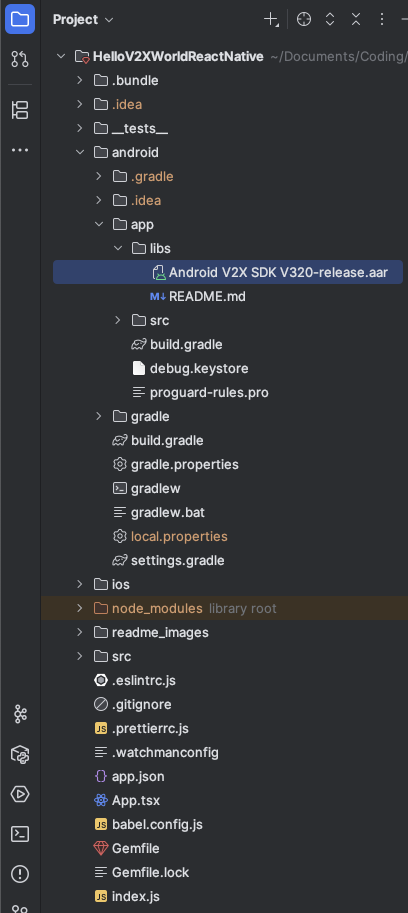 Project
HelloV2XWorldReactNative ~/Documents/Coding/
.bundle
.idea
__tests__
android
.gradle
.idea
app
libs
Android V2X SDK V320-release.aar
M↓ README.md
src
build.gradle
debug.keystore
proguard-rules.pro
gradle
build.gradle
gradle.properties
gradlew
gradlew.bat
local.properties
settings.gradle
ios
node_modules library root
readme_images
src
.eslintrc.js
.gitignore
JS .prettierrc.js
.watchmanconfig
{} app.json
App.tsx
JS babel.config.js
Gemfile
Gemfile.lock
JS index.js